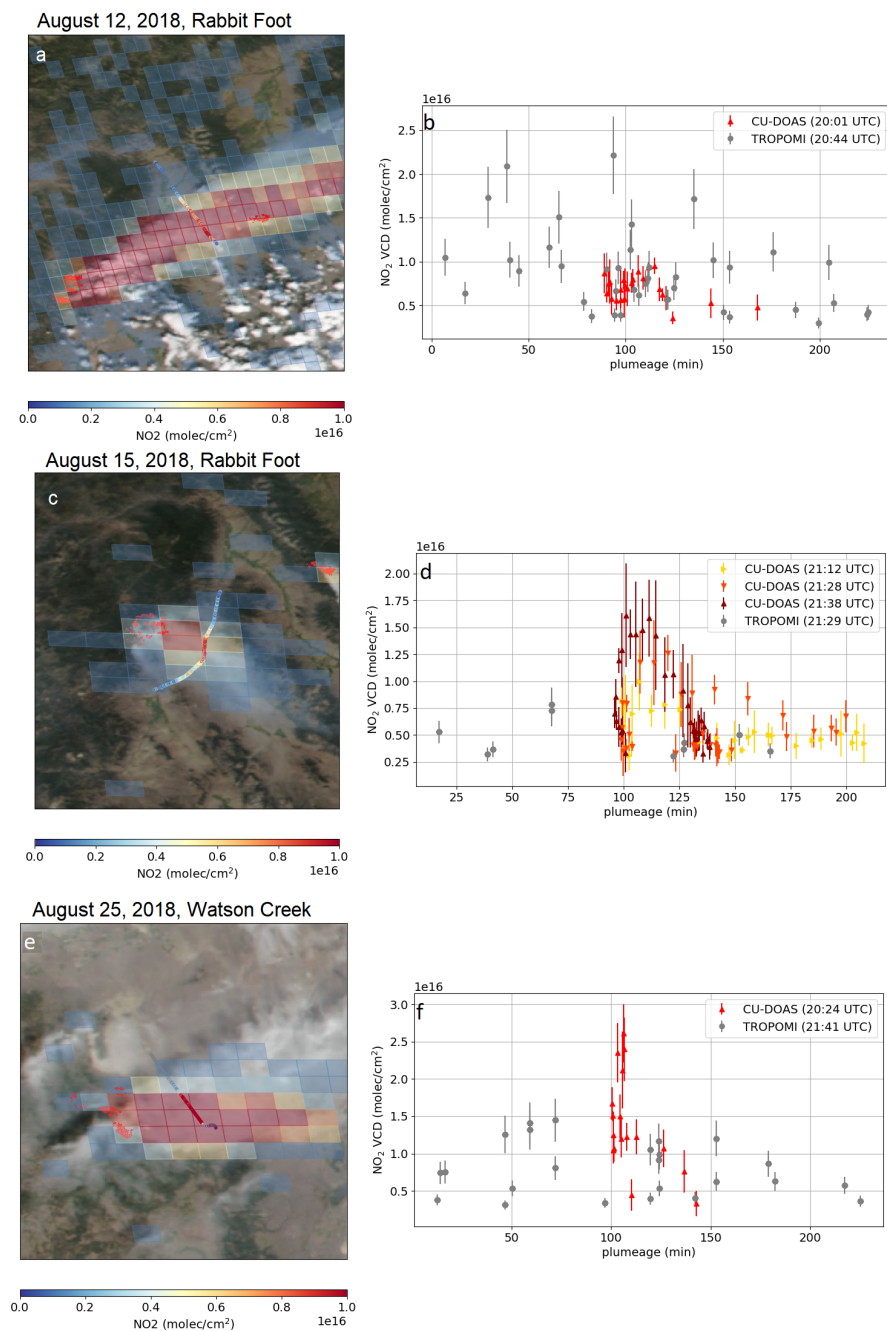 August 12, 2018, Rabbit Foot
a
0.0 0.2 0.4 0.6 0.8 1.0
NO2 (molec/cm²)
1e16
1e16
b
CU-DOAS (20:01 UTC)
TROPOMI (20:44 UTC)
NO₂ VCD (molec/cm²)
2.5
2.0
1.5
1.0
0.5
0 50 100 150 200
plumeage (min)
August 15, 2018, Rabbit Foot
c
0.0 0.2 0.4 0.6 0.8 1.0
NO2 (molec/cm²)
1e16
1e16
d
CU-DOAS (21:12 UTC)
CU-DOAS (21:28 UTC)
CU-DOAS (21:38 UTC)
TROPOMI (21:29 UTC)
NO₂ VCD (molec/cm²)
2.00
1.75
1.50
1.25
1.00
0.75
0.50
0.25
25 50 75 100 125 150 175 200
plumeage (min)
August 25, 2018, Watson Creek
e
0.0 0.2 0.4 0.6 0.8 1.0
NO2 (molec/cm²)
1e16
1e16
f
CU-DOAS (20:24 UTC)
TROPOMI (21:41 UTC)
NO₂ VCD (molec/cm²)
3.0
2.5
2.0
1.5
1.0
0.5
50 100 150 200
plumeage (min)